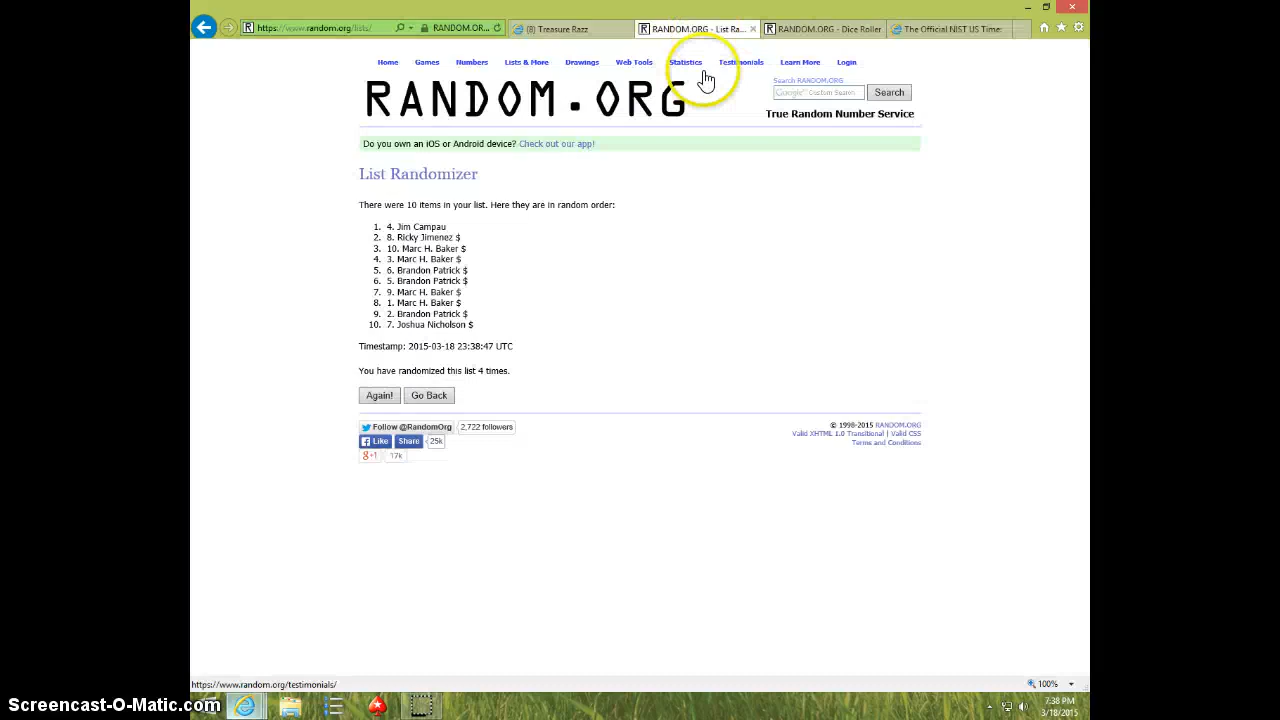 https://www.random.org/lists/
RANDOM.OR...
(8) Treasure Razz
RANDOM.ORG - List Ra...
RANDOM.ORG - Dice Roller
The Official NIST US Time:
Home Games Numbers Lists & More Drawings Web Tools Statistics Testimonials Learn More Login
RANDOM.ORG
Search RANDOM.ORG
Google Custom Search
Search
True Random Number Service
Do you own an iOS or Android device? Check out our app!
List Randomizer
There were 10 items in your list. Here they are in random order:
1. 4. Jim Campau
2. 8. Ricky Jimenez $
3. 10. Marc H. Baker $
4. 3. Marc H. Baker $
5. 6. Brandon Patrick $
6. 5. Brandon Patrick $
7. 9. Marc H. Baker $
8. 1. Marc H. Baker $
9. 2. Brandon Patrick $
10. 7. Joshua Nicholson $
Timestamp: 2015-03-18 23:38:47 UTC
You have randomized this list 4 times.
Again! Go Back
Follow @RandomOrg 2,722 followers
Like Share 25k
g+1 17k
© 1998-2015 RANDOM.ORG
Valid XHTML 1.0 Transitional | Valid CSS
Terms and Conditions
https://www.random.org/testimonials/
100%
7:38 PM
3/18/2015
Screencast-O-Matic.com